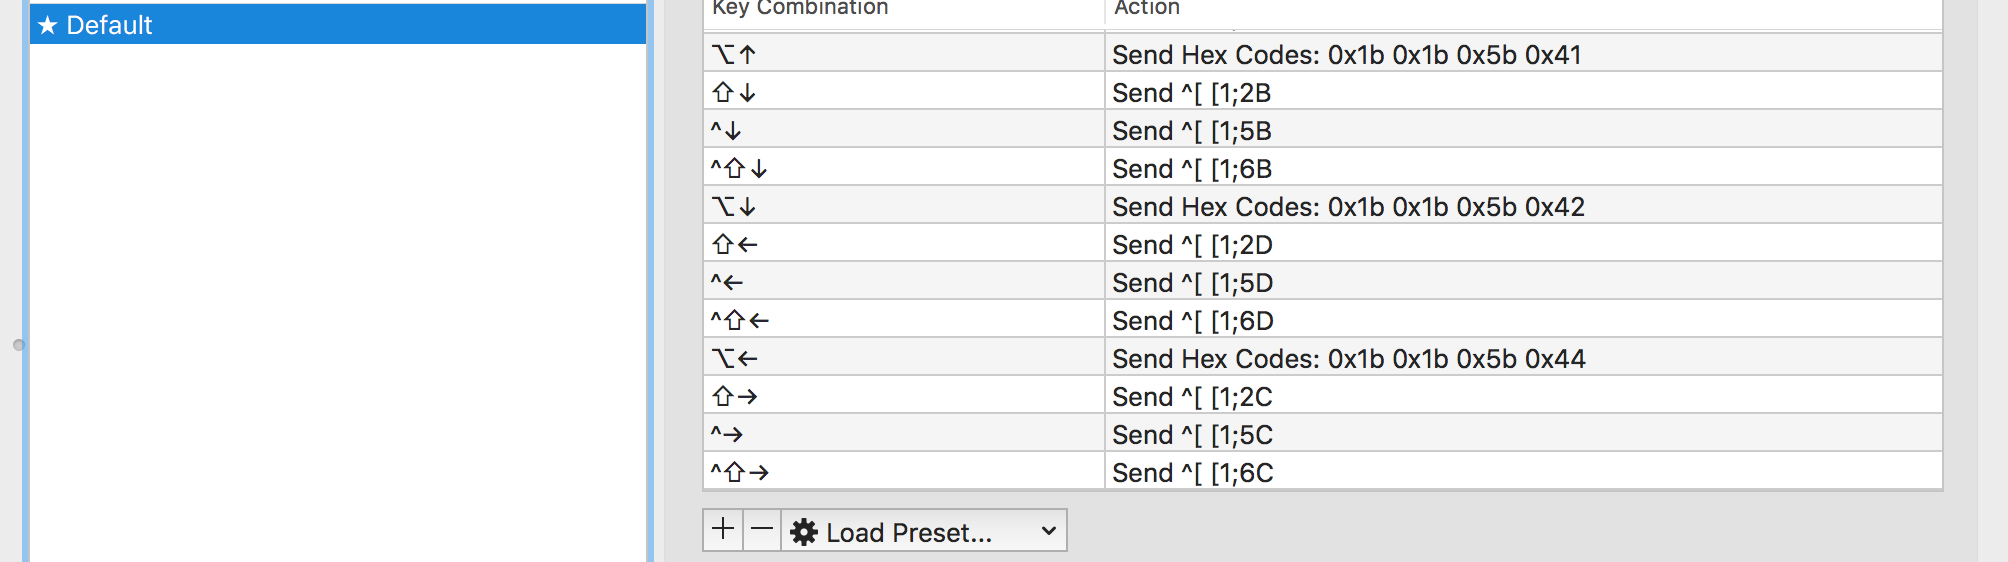 ★ Default
Key Combination Action
⌥↑ Send Hex Codes: 0x1b 0x1b 0x5b 0x41
⇧↓ Send ^[ [1;2B
^↓ Send ^[ [1;5B
^⇧↓ Send ^[ [1;6B
⌥↓ Send Hex Codes: 0x1b 0x1b 0x5b 0x42
⇧← Send ^[ [1;2D
^← Send ^[ [1;5D
^⇧← Send ^[ [1;6D
⌥← Send Hex Codes: 0x1b 0x1b 0x5b 0x44
⇧→ Send ^[ [1;2C
^→ Send ^[ [1;5C
^⇧→ Send ^[ [1;6C
+ − Load Preset...